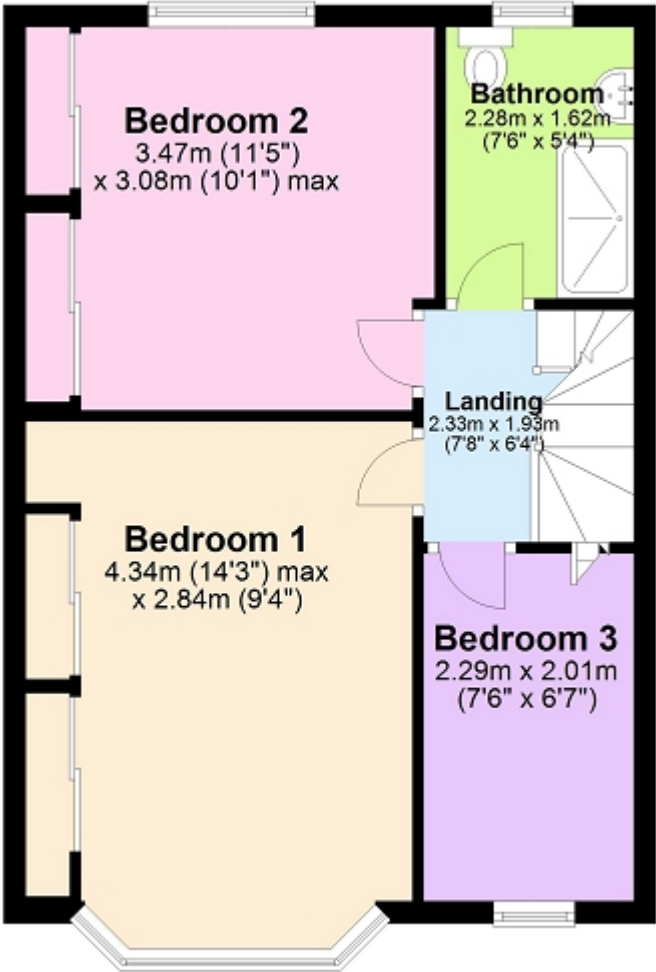 Bedroom 2
3.47m (11'5")
x 3.08m (10'1") max
Bathroom
2.28m x 1.62m
(7'6" x 5'4")
Landing
2.33m x 1.93m
(7'8" x 6'4")
Bedroom 1
4.34m (14'3") max
x 2.84m (9'4")
Bedroom 3
2.29m x 2.01m
(7'6" x 6'7")